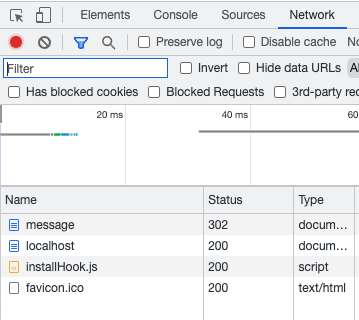 Elements Console Sources Network
Preserve log Disable cache No
Filter Invert Hide data URLs Al
Has blocked cookies Blocked Requests 3rd-party rec
20 ms 40 ms 60
Name Status Type
message 302 docum…
localhost 200 docum…
installHook.js 200 script
favicon.ico 200 text/html